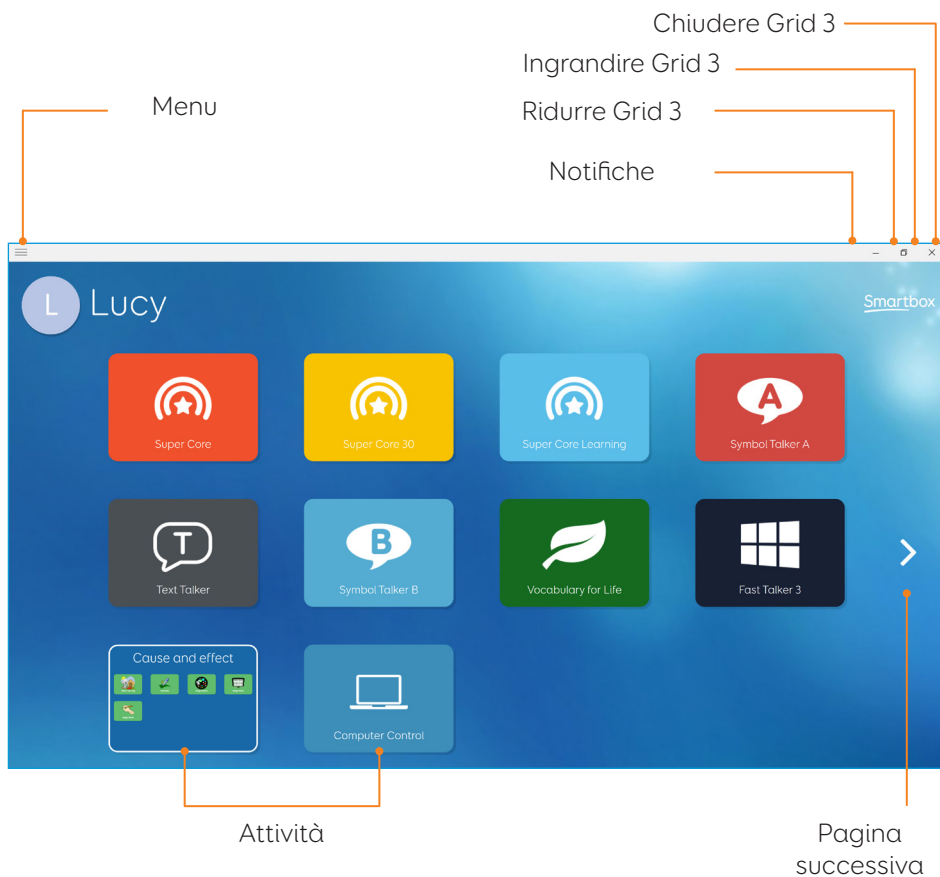 Chiudere Grid 3
Ingrandire Grid 3
Menu
Ridurre Grid 3
Notifiche
L
Lucy
Smartbox
Super Core
Super Core 30
Super Core Learning
A
Symbol Talker A
T
Text Talker
B
Symbol Talker B
Vocabulary for Life
Fast Talker 3
Cause and effect
Computer Control
Attività
Pagina
successiva